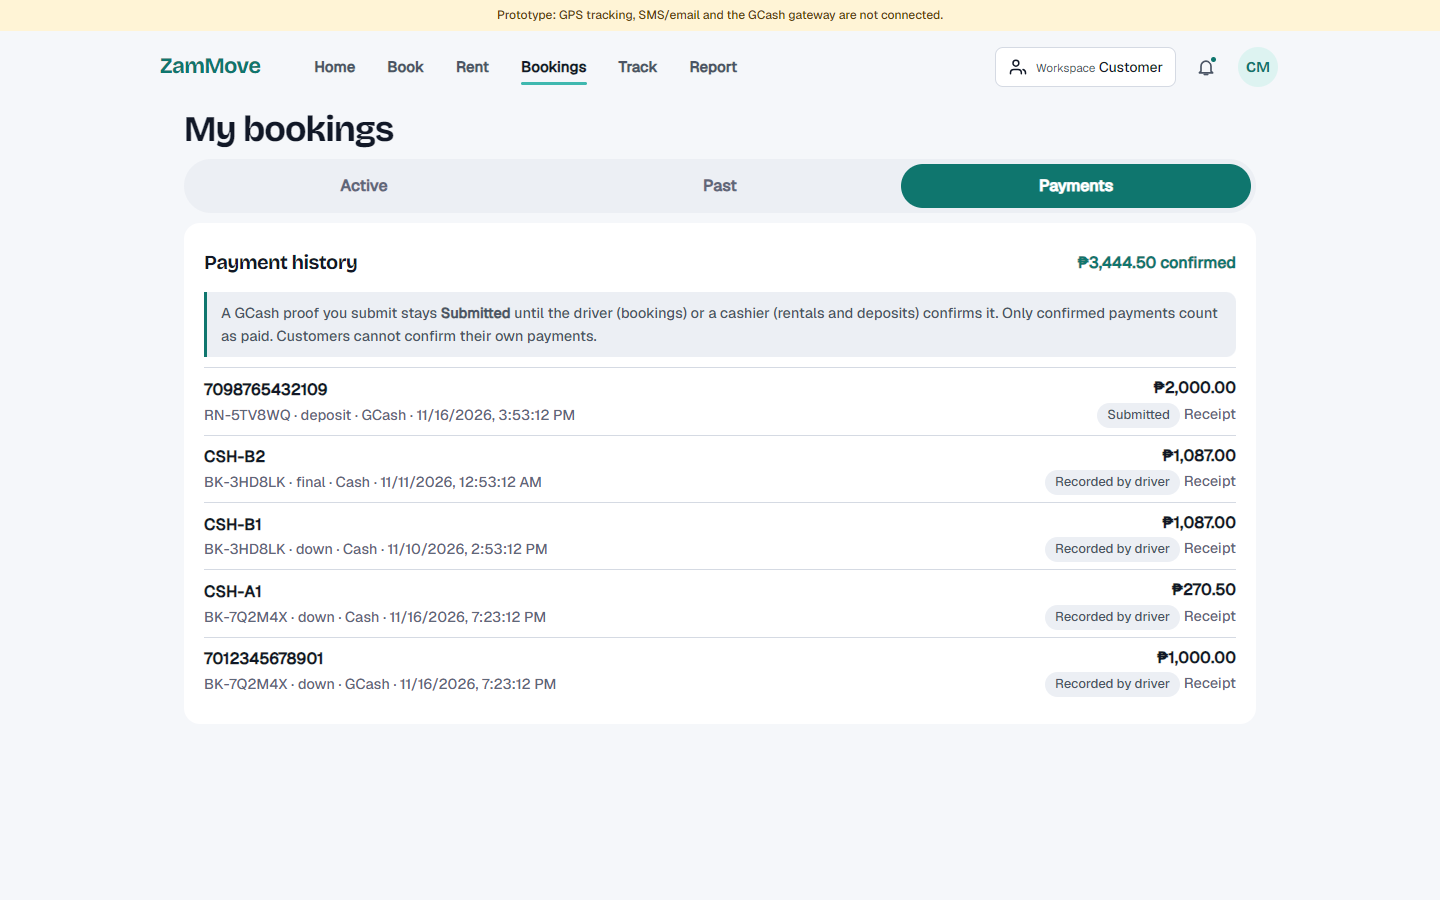 Prototype: GPS tracking, SMS/email and the GCash gateway are not connected.
ZamMove
Home
Book
Rent
Bookings
Track
Report
Workspace Customer
CM
My bookings
Active
Past
Payments
Payment history
₱3,444.50 confirmed
A GCash proof you submit stays Submitted until the driver (bookings) or a cashier (rentals and deposits) confirms it. Only confirmed payments count
as paid. Customers cannot confirm their own payments.
7098765432109
₱2,000.00
RN-5TV8WQ · deposit · GCash · 11/16/2026, 3:53:12 PM
Submitted Receipt
CSH-B2
₱1,087.00
BK-3HD8LK · final · Cash · 11/11/2026, 12:53:12 AM
Recorded by driver Receipt
CSH-B1
₱1,087.00
BK-3HD8LK · down · Cash · 11/10/2026, 2:53:12 PM
Recorded by driver Receipt
CSH-A1
₱270.50
BK-7Q2M4X · down · Cash · 11/16/2026, 7:23:12 PM
Recorded by driver Receipt
7012345678901
₱1,000.00
BK-7Q2M4X · down · GCash · 11/16/2026, 7:23:12 PM
Recorded by driver Receipt